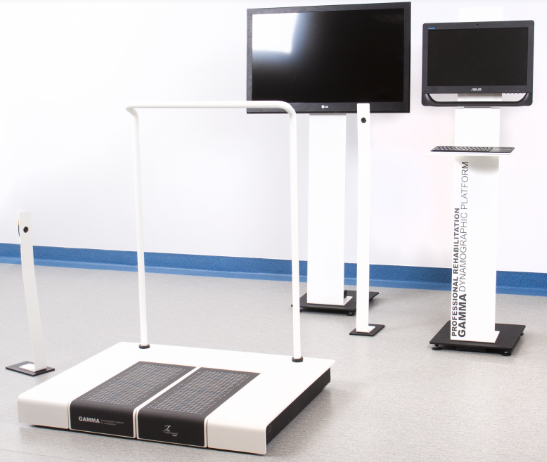 LG
ASUS
PROFESSIONAL REHABILITATION
GAMMA DYNAMOGRAPHIC PLATFORM
GAMMA